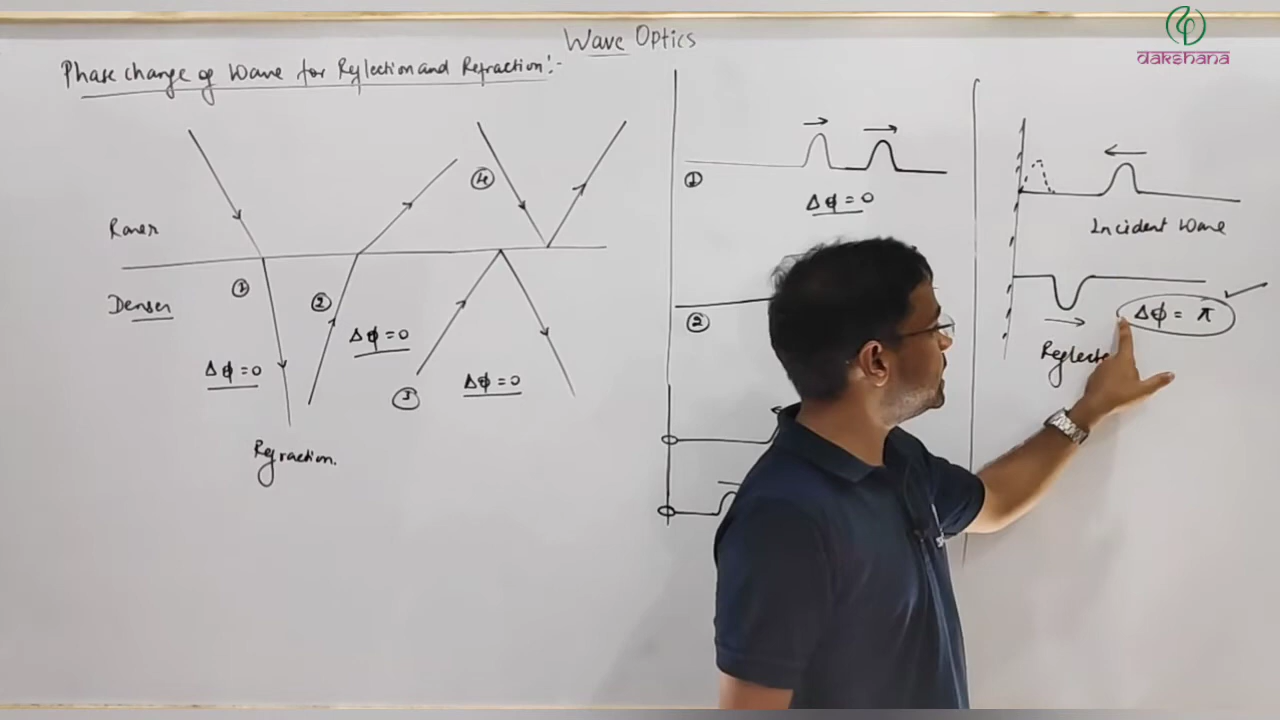 Wave Optics
dakshana
Phase change of Wave for Reflection and Refraction :-
Rarer
Denser
①
Δφ = 0
Refraction.
②
Δφ = 0
③
Δφ = 0
④
①
Δφ = 0
②
Incident Wave
Δφ = π